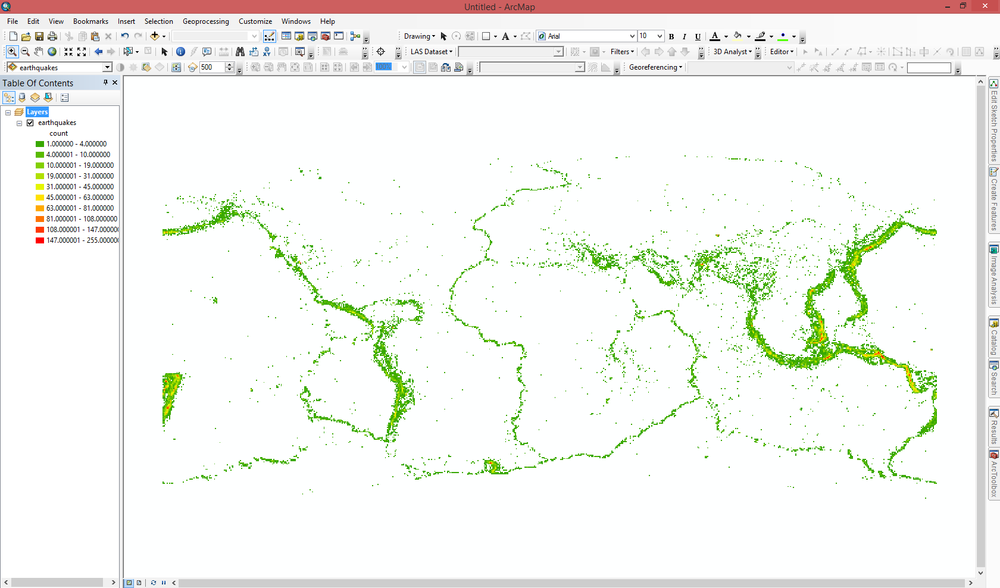 Untitled - ArcMap
File Edit View Bookmarks Insert Selection Geoprocessing Customize Windows Help
Drawing Arial 10 B I U A
LAS Dataset Filters 3D Analyst Editor
earthquakes 500 100% Georeferencing
Table Of Contents
Layers
earthquakes
count
1.000000 - 4.000000
4.000001 - 10.000000
10.000001 - 19.000000
19.000001 - 31.000000
31.000001 - 45.000000
45.000001 - 63.000000
63.000001 - 81.000000
81.000001 - 108.000000
108.000001 - 147.00000
147.000001 - 255.00000
Edit Sketch Properties
Create Features
Image Analysis
Catalog
Search
Results
ArcToolbox